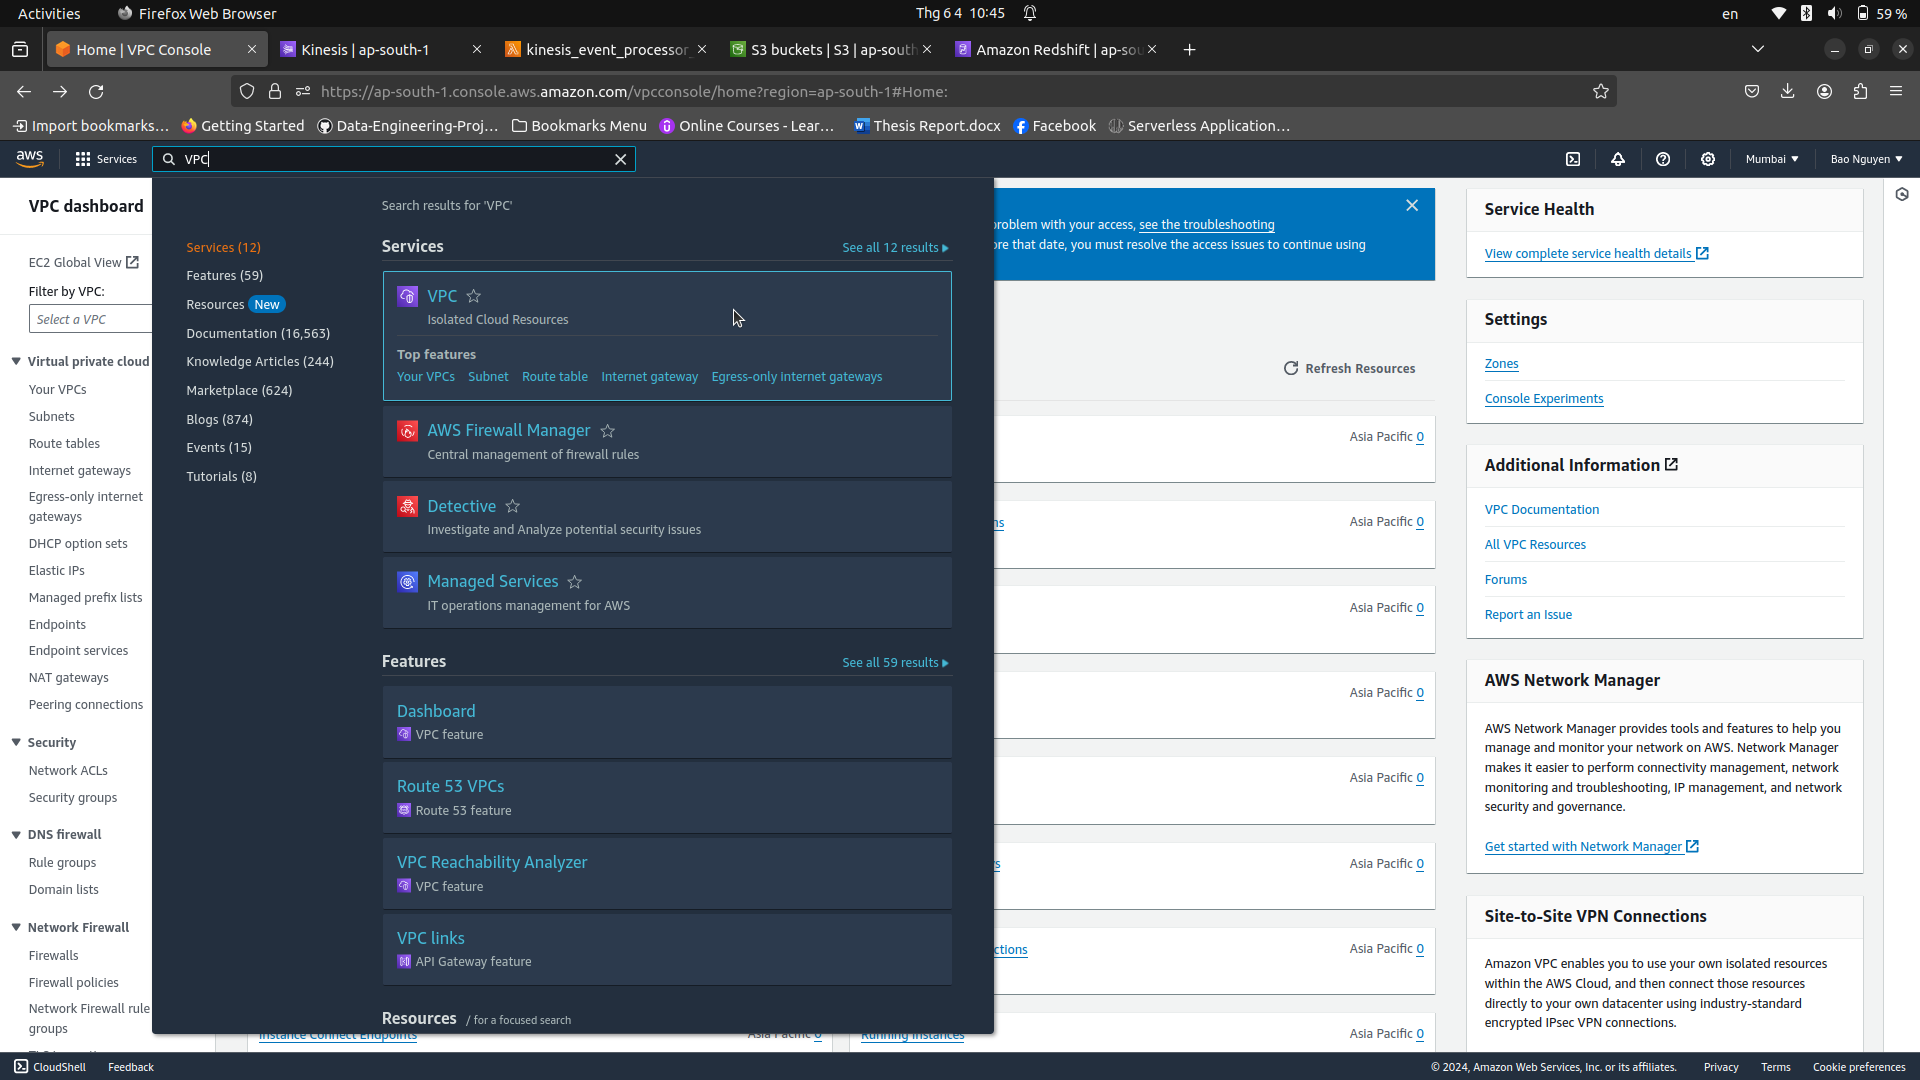 Activities
Firefox Web Browser
Thg 6 4 10:45
en
59 %
Home | VPC Console
Kinesis | ap-south-1
kinesis_event_processor_
S3 buckets | S3 | ap-south
Amazon Redshift | ap-sou
https://ap-south-1.console.aws.amazon.com/vpcconsole/home?region=ap-south-1#Home:
Import bookmarks...
Getting Started
Data-Engineering-Proj...
Bookmarks Menu
Online Courses - Lear...
Thesis Report.docx
Facebook
Serverless Application...
aws
Services
VPC
Mumbai
Bao Nguyen
VPC dashboard
EC2 Global View
Filter by VPC:
Select a VPC
Virtual private cloud
Your VPCs
Subnets
Route tables
Internet gateways
Egress-only internet
gateways
DHCP option sets
Elastic IPs
Managed prefix lists
Endpoints
Endpoint services
NAT gateways
Peering connections
Security
Network ACLs
Security groups
DNS firewall
Rule groups
Domain lists
Network Firewall
Firewalls
Firewall policies
Network Firewall rule
groups
Search results for 'VPC'
Services (12)
Features (59)
Resources New
Documentation (16,563)
Knowledge Articles (244)
Marketplace (624)
Blogs (874)
Events (15)
Tutorials (8)
Services
See all 12 results
VPC
Isolated Cloud Resources
Top features
Your VPCs
Subnet
Route table
Internet gateway
Egress-only internet gateways
AWS Firewall Manager
Central management of firewall rules
Detective
Investigate and Analyze potential security issues
Managed Services
IT operations management for AWS
Features
See all 59 results
Dashboard
VPC feature
Route 53 VPCs
Route 53 feature
VPC Reachability Analyzer
VPC feature
VPC links
API Gateway feature
Resources / for a focused search
Instance Connect Endpoints
Asia Pacific 0
Running Instances
Asia Pacific 0
roblem with your access, see the troubleshooting
ore that date, you must resolve the access issues to continue using
Refresh Resources
Asia Pacific 0
ns
Asia Pacific 0
Asia Pacific 0
Asia Pacific 0
Asia Pacific 0
s
Asia Pacific 0
ctions
Asia Pacific 0
Service Health
View complete service health details
Settings
Zones
Console Experiments
Additional Information
VPC Documentation
All VPC Resources
Forums
Report an Issue
AWS Network Manager
AWS Network Manager provides tools and features to help you
manage and monitor your network on AWS. Network Manager
makes it easier to perform connectivity management, network
monitoring and troubleshooting, IP management, and network
security and governance.
Get started with Network Manager
Site-to-Site VPN Connections
Amazon VPC enables you to use your own isolated resources
within the AWS Cloud, and then connect those resources
directly to your own datacenter using industry-standard
encrypted IPsec VPN connections.
CloudShell
Feedback
© 2024, Amazon Web Services, Inc. or its affiliates.
Privacy
Terms
Cookie preferences